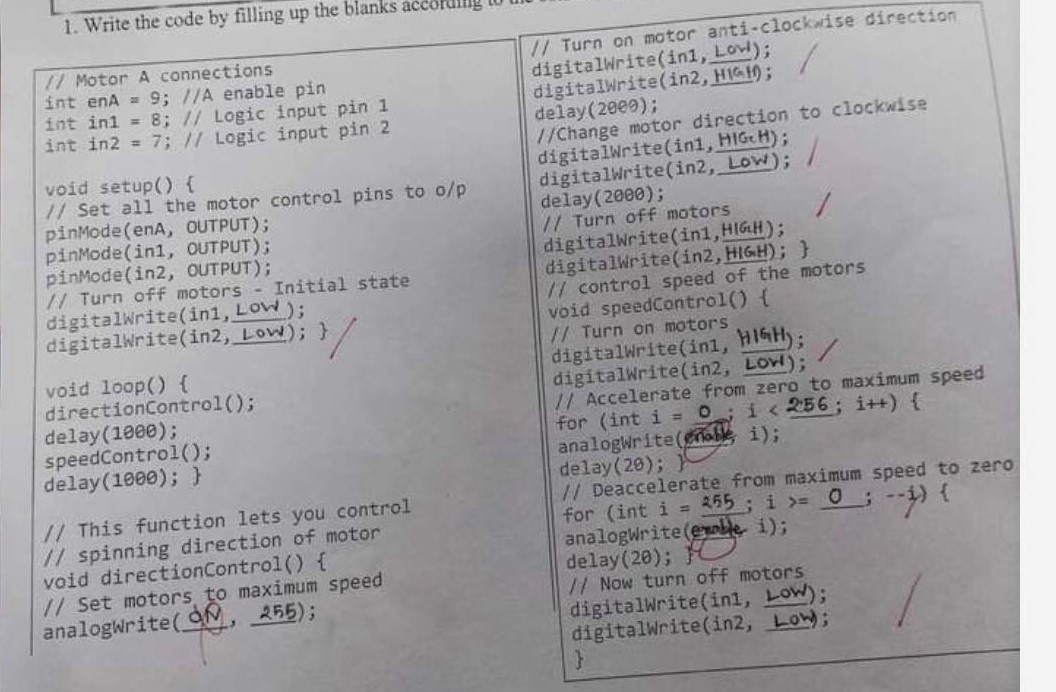 1. Write the code by filling up the blanks according to the
// Motor A connections
int enA = 9; //A enable pin
int in1 = 8; // Logic input pin 1
int in2 = 7; // Logic input pin 2
void setup() {
// Set all the motor control pins to o/p
pinMode(enA, OUTPUT);
pinMode(in1, OUTPUT);
pinMode(in2, OUTPUT);
// Turn off motors - Initial state
digitalWrite(in1, LOW);
digitalWrite(in2, LOW); }
void loop() {
directionControl();
delay(1000);
speedControl();
delay(1000); }
// This function lets you control
// spinning direction of motor
void directionControl() {
// Set motors to maximum speed
analogWrite( ON, 255);
// Turn on motor anti-clockwise direction
digitalWrite(in1, LOW);
digitalWrite(in2, HIGH);
delay(2000);
//Change motor direction to clockwise
digitalWrite(in1, HIGH);
digitalWrite(in2, LOW);
delay(2000);
// Turn off motors
digitalWrite(in1,HIGH);
digitalWrite(in2,HIGH); }
// control speed of the motors
void speedControl() {
// Turn on motors
digitalWrite(in1, HIGH);
digitalWrite(in2, LOW);
// Accelerate from zero to maximum speed
for (int i = 0 ; i < 256; i++) {
analogWrite(enable, i);
delay(20); }
// Deaccelerate from maximum speed to zero
for (int i = 255 ; i >= 0 ; --i) {
analogWrite(enable i);
delay(20); }
// Now turn off motors
digitalWrite(in1, LOW);
digitalWrite(in2, LOW);
}